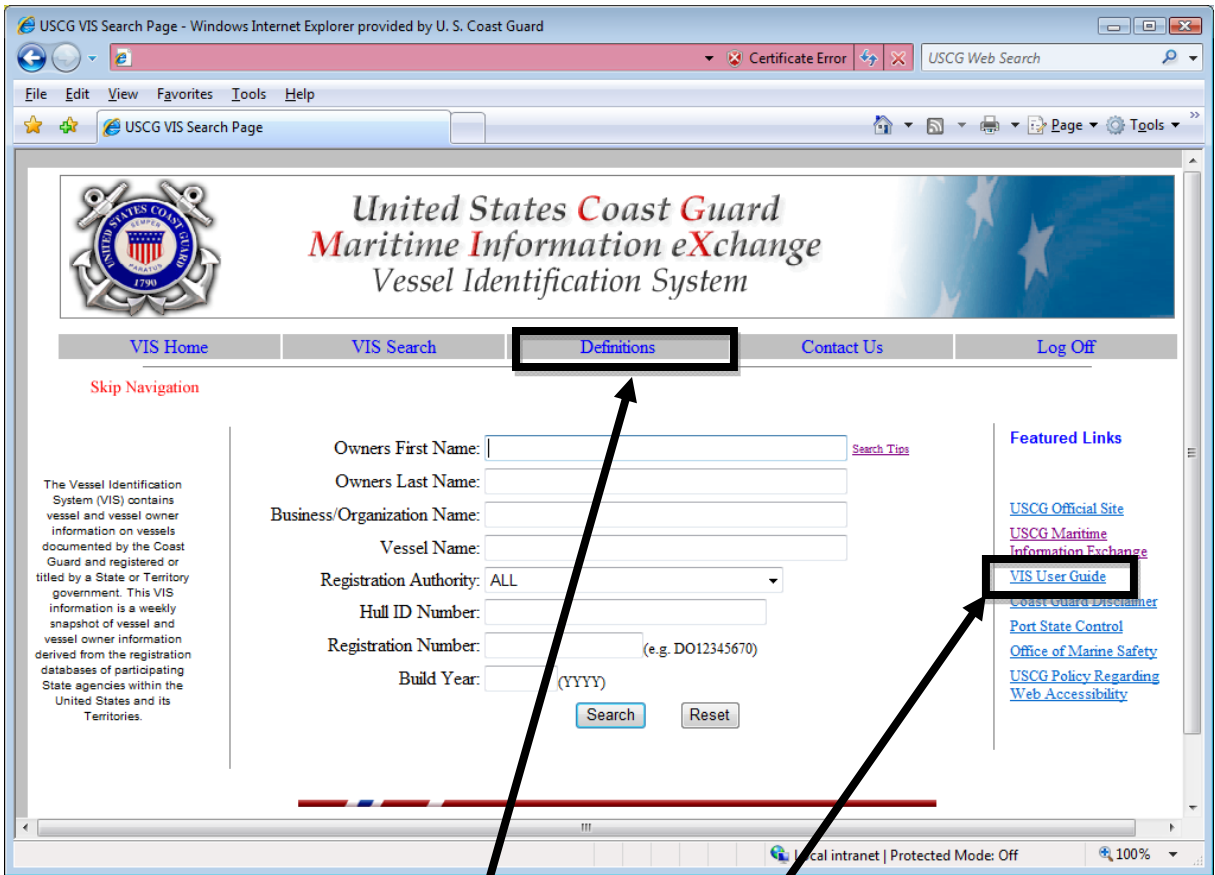 USCG VIS Search Page - Windows Internet Explorer provided by U. S. Coast Guard
Certificate Error
USCG Web Search
File Edit View Favorites Tools Help
USCG VIS Search Page
Page Tools
UNITED STATES COAST GUARD
SEMPER PARATUS
1790
United States Coast Guard
Maritime Information eXchange
Vessel Identification System
VIS Home VIS Search Definitions Contact Us Log Off
Skip Navigation
The Vessel Identification
System (VIS) contains
vessel and vessel owner
information on vessels
documented by the Coast
Guard and registered or
titled by a State or Territory
government. This VIS
information is a weekly
snapshot of vessel and
vessel owner information
derived from the registration
databases of participating
State agencies within the
United States and its
Territories.
Owners First Name: Search Tips
Owners Last Name:
Business/Organization Name:
Vessel Name:
Registration Authority: ALL
Hull ID Number:
Registration Number: (e.g. DO12345670)
Build Year: (YYYY)
Search Reset
Featured Links
USCG Official Site
USCG Maritime
Information Exchange
VIS User Guide
Coast Guard Disclaimer
Port State Control
Office of Marine Safety
USCG Policy Regarding
Web Accessibility
Local intranet | Protected Mode: Off 100%